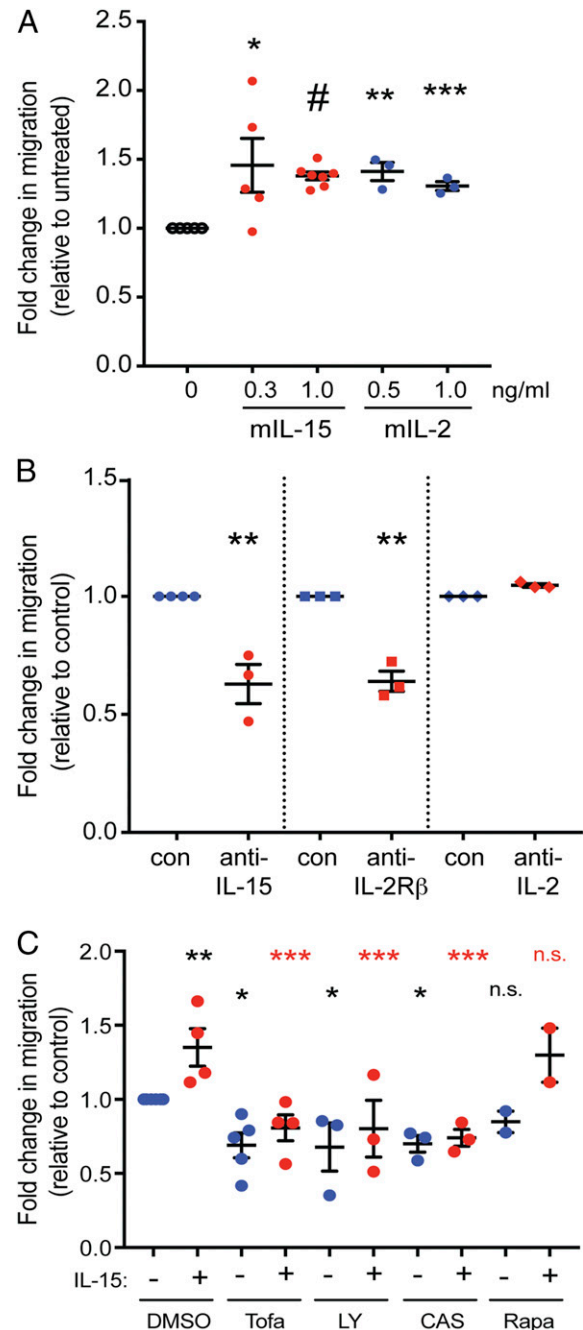 A
Fold change in migration
(relative to untreated)
2.5
2.0
1.5
1.0
0.5
0.0
* # ** ***
0 0.3 1.0 0.5 1.0 ng/ml
mIL-15 mIL-2
B
Fold change in migration
(relative to control)
1.5
1.0
0.5
0.0
** **
con anti- con anti- con anti-
IL-15 IL-2Rβ IL-2
C
Fold change in migration
(relative to control)
2.0
1.5
1.0
0.5
0.0
** *** *** *** n.s.
* * * n.s.
IL-15: - + - + - + - + - +
DMSO Tofa LY CAS Rapa